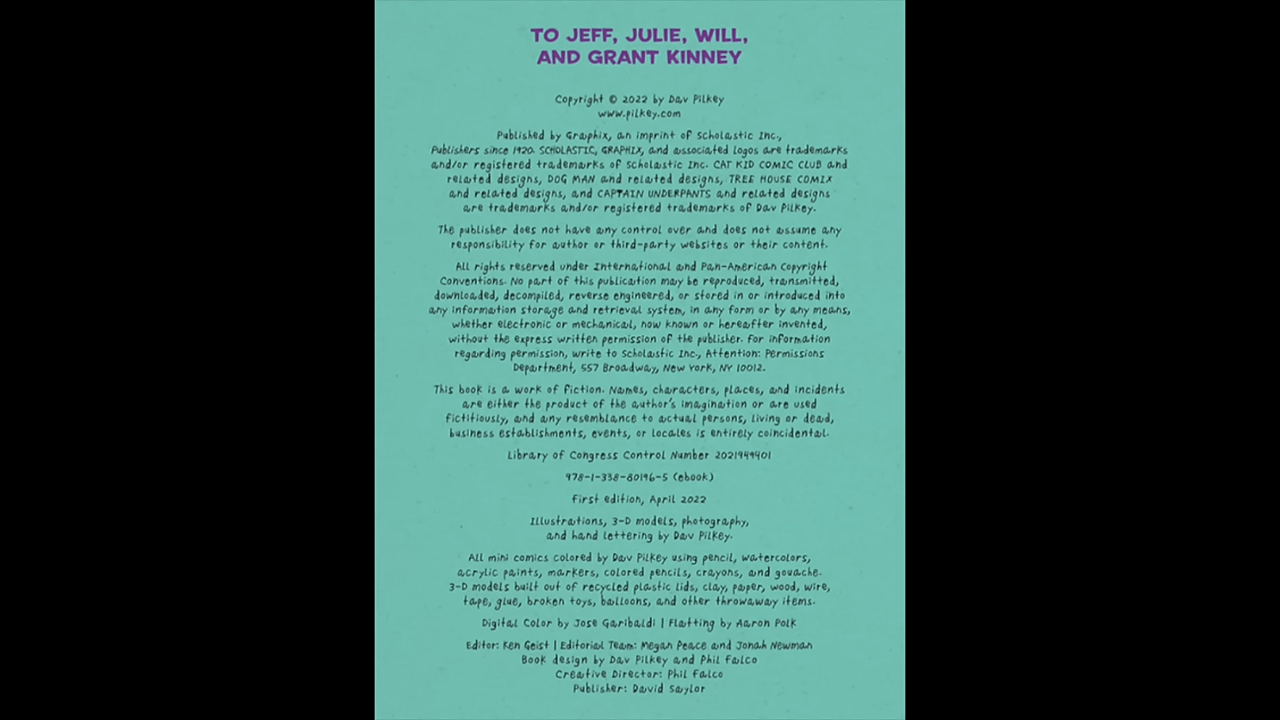 TO JEFF, JULIE, WILL,
AND GRANT KINNEY
Copyright © 2022 by Dav Pilkey
www.pilkey.com
Published by Graphix, an imprint of Scholastic Inc.,
Publishers since 1920. SCHOLASTIC, GRAPHIX, and associated logos are trademarks
and/or registered trademarks of Scholastic Inc. CAT KID COMIC CLUB and
related designs, DOG MAN and related designs, TREE HOUSE COMIX
and related designs, and CAPTAIN UNDERPANTS and related designs
are trademarks and/or registered trademarks of Dav Pilkey.
The publisher does not have any control over and does not assume any
responsibility for author or third-party websites or their content.
All rights reserved under International and Pan-American Copyright
Conventions. No part of this publication may be reproduced, transmitted,
downloaded, decompiled, reverse engineered, or stored in or introduced into
any information storage and retrieval system, in any form or by any means,
whether electronic or mechanical, now known or hereafter invented,
without the express written permission of the publisher. For information
regarding permission, write to Scholastic Inc., Attention: Permissions
Department, 557 Broadway, New York, NY 10012.
This book is a work of fiction. Names, characters, places, and incidents
are either the product of the author's imagination or are used
fictitiously, and any resemblance to actual persons, living or dead,
business establishments, events, or locales is entirely coincidental.
Library of Congress Control Number 2021949401
978-1-338-80196-5 (ebook)
First edition, April 2022
Illustrations, 3-D models, photography,
and hand lettering by Dav Pilkey.
All mini comics colored by Dav Pilkey using pencil, watercolors,
acrylic paints, markers, colored pencils, crayons, and gouache.
3-D models built out of recycled plastic lids, clay, paper, wood, wire,
tape, glue, broken toys, balloons, and other throwaway items.
Digital Color by Jose Garibaldi | Flatting by Aaron Polk
Editor: Ken Geist | Editorial Team: Megan Peace and Jonah Newman
Book design by Dav Pilkey and Phil Falco
Creative Director: Phil Falco
Publisher: David Saylor